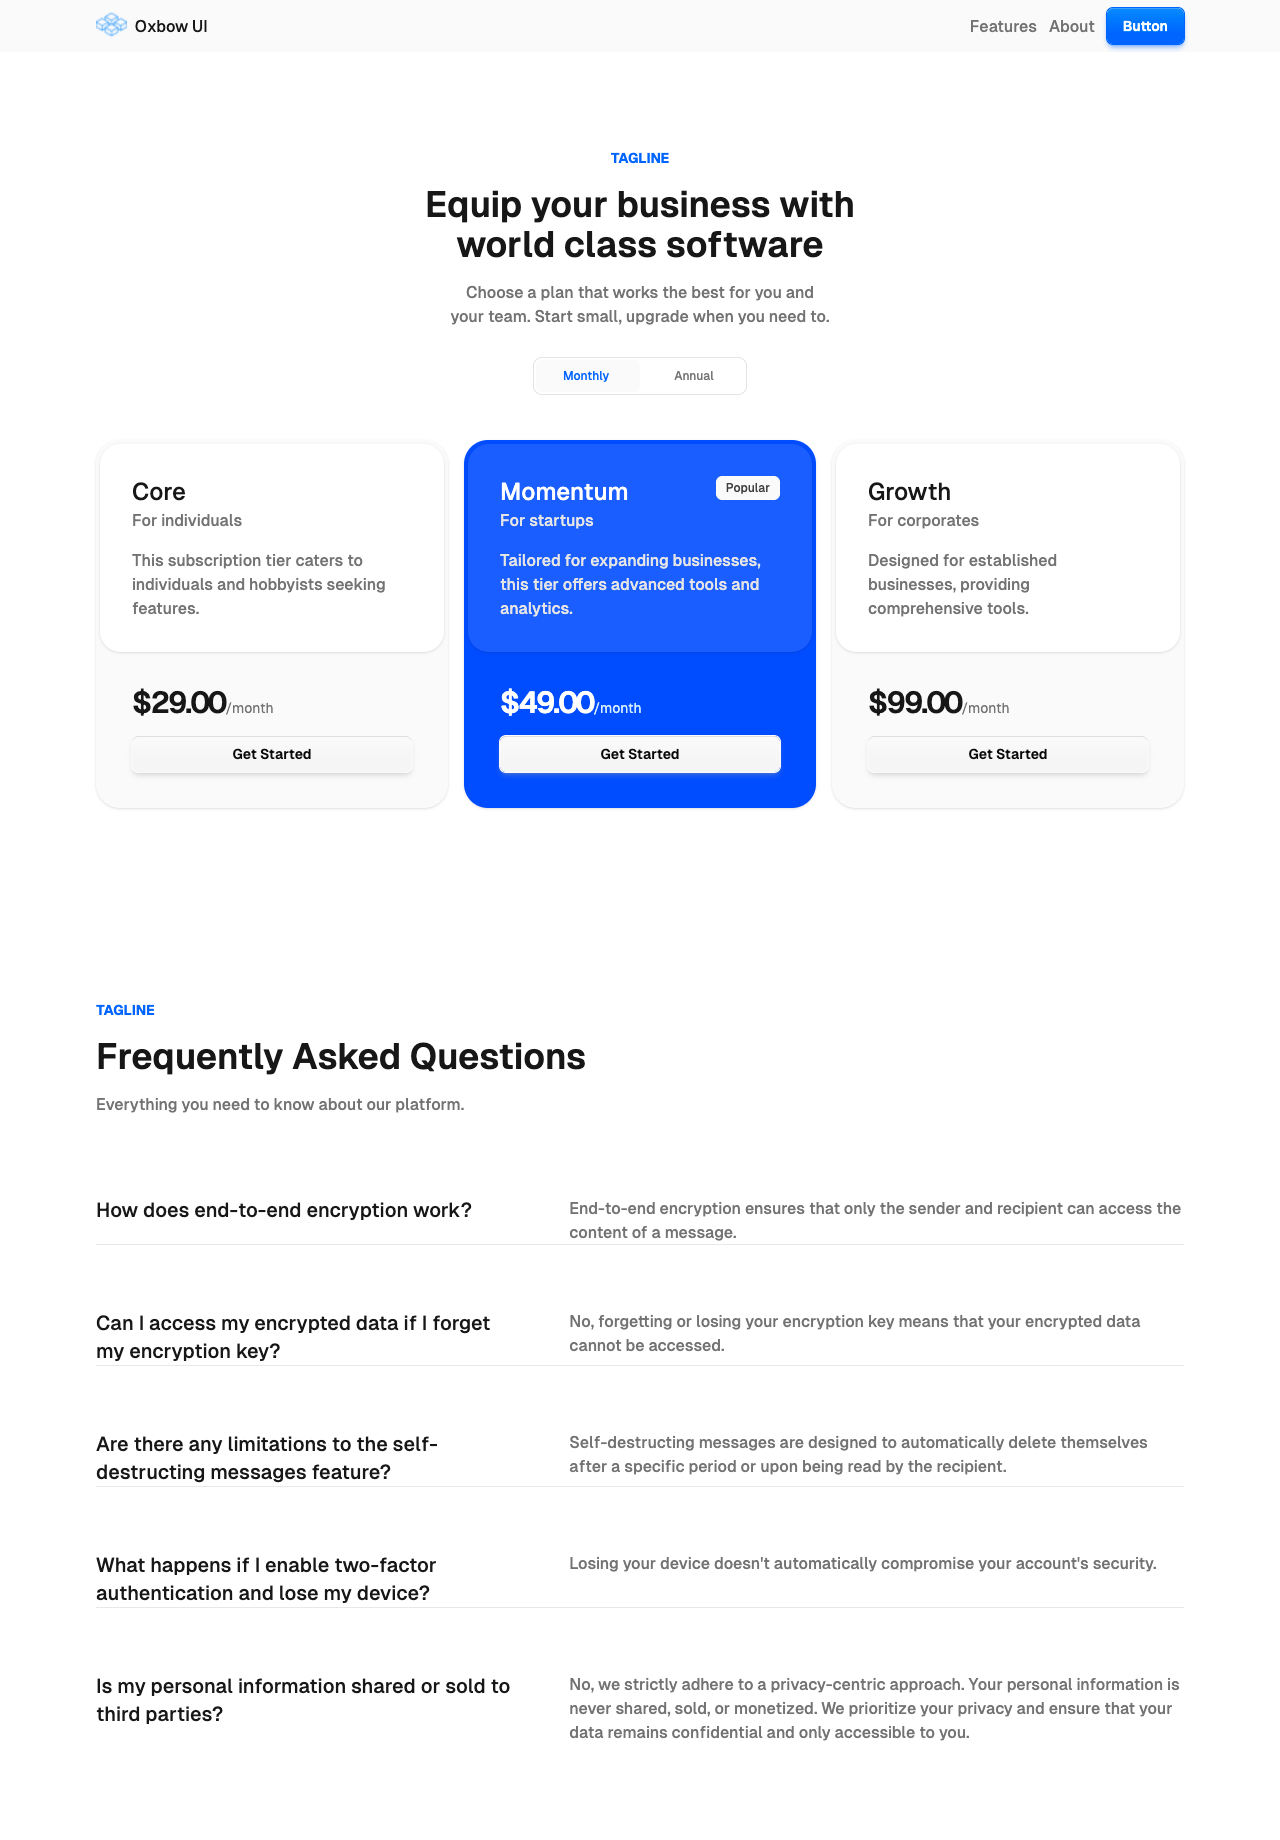 Oxbow UI
Features
About
Button
TAGLINE
Equip your business with
world class software
Choose a plan that works the best for you and
your team. Start small, upgrade when you need to.
Monthly
Annual
Core
For individuals
This subscription tier caters to
individuals and hobbyists seeking
features.
$29.00/month
Get Started
Momentum
Popular
For startups
Tailored for expanding businesses,
this tier offers advanced tools and
analytics.
$49.00/month
Get Started
Growth
For corporates
Designed for established
businesses, providing
comprehensive tools.
$99.00/month
Get Started
TAGLINE
Frequently Asked Questions
Everything you need to know about our platform.
How does end-to-end encryption work?
End-to-end encryption ensures that only the sender and recipient can access the
content of a message.
Can I access my encrypted data if I forget
my encryption key?
No, forgetting or losing your encryption key means that your encrypted data
cannot be accessed.
Are there any limitations to the self-
destructing messages feature?
Self-destructing messages are designed to automatically delete themselves
after a specific period or upon being read by the recipient.
What happens if I enable two-factor
authentication and lose my device?
Losing your device doesn't automatically compromise your account's security.
Is my personal information shared or sold to
third parties?
No, we strictly adhere to a privacy-centric approach. Your personal information is
never shared, sold, or monetized. We prioritize your privacy and ensure that your
data remains confidential and only accessible to you.